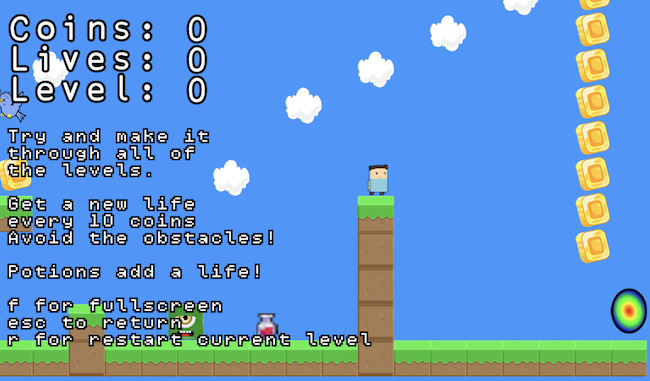 Coins: 0
Lives: 0
Level: 0
Try and make it
through all of
the levels.
Get a new life
every 10 coins
Avoid the obstacles!
Potions add a life!
f for fullscreen
esc to return
r for restart current level